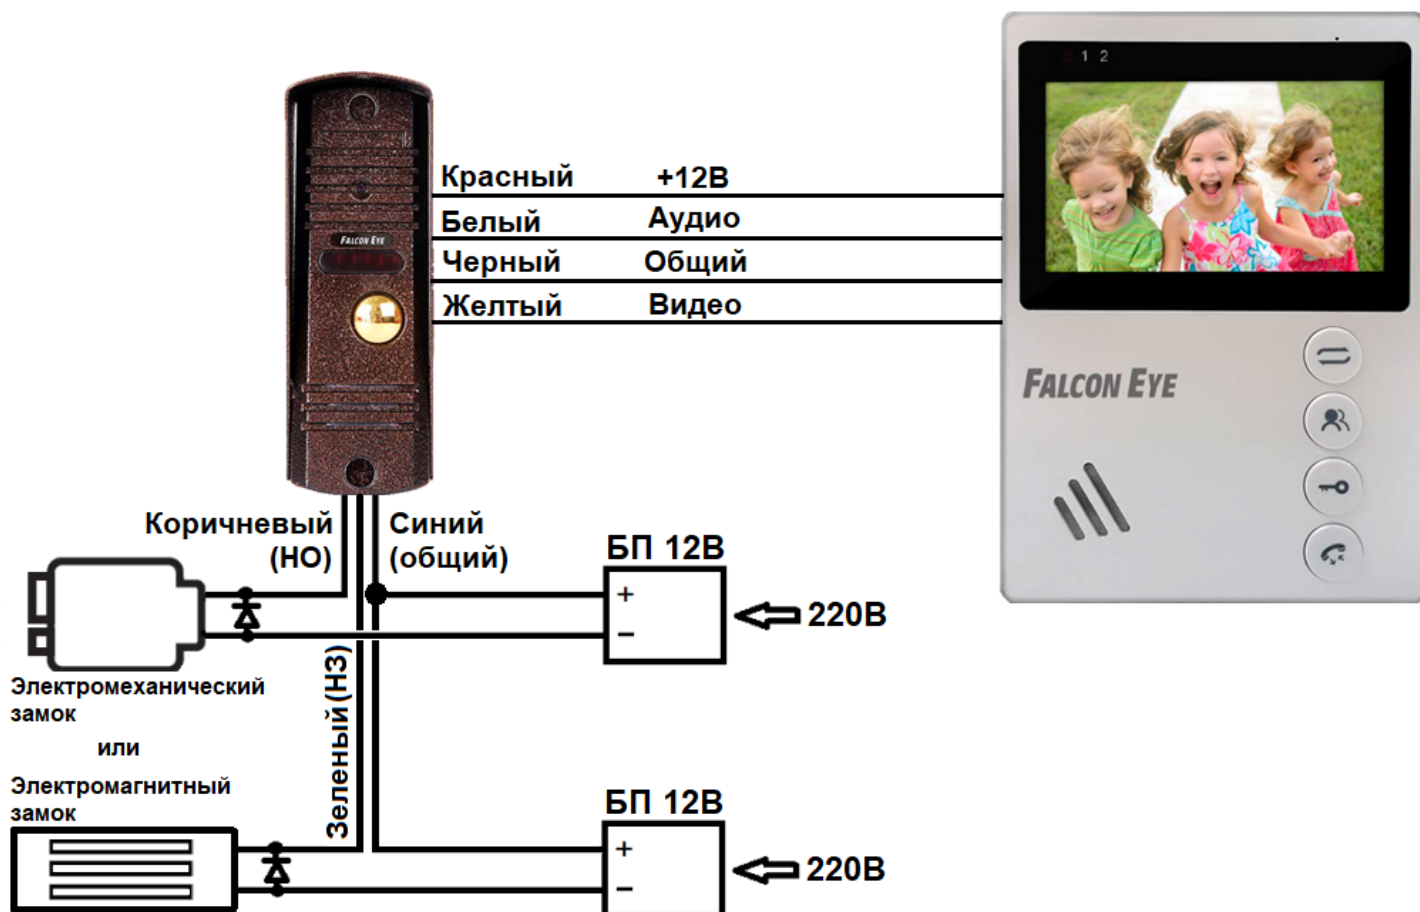 1 2
Красный +12В
Белый Аудио
Черный Общий
Желтый Видео
FALCON EYE
FALCON EYE
Коричневый
(НО)
Синий
(общий)
БП 12В
+
−
220В
Зеленый (НЗ)
Электромеханический
замок
или
Электромагнитный
замок
БП 12В
+
−
220В